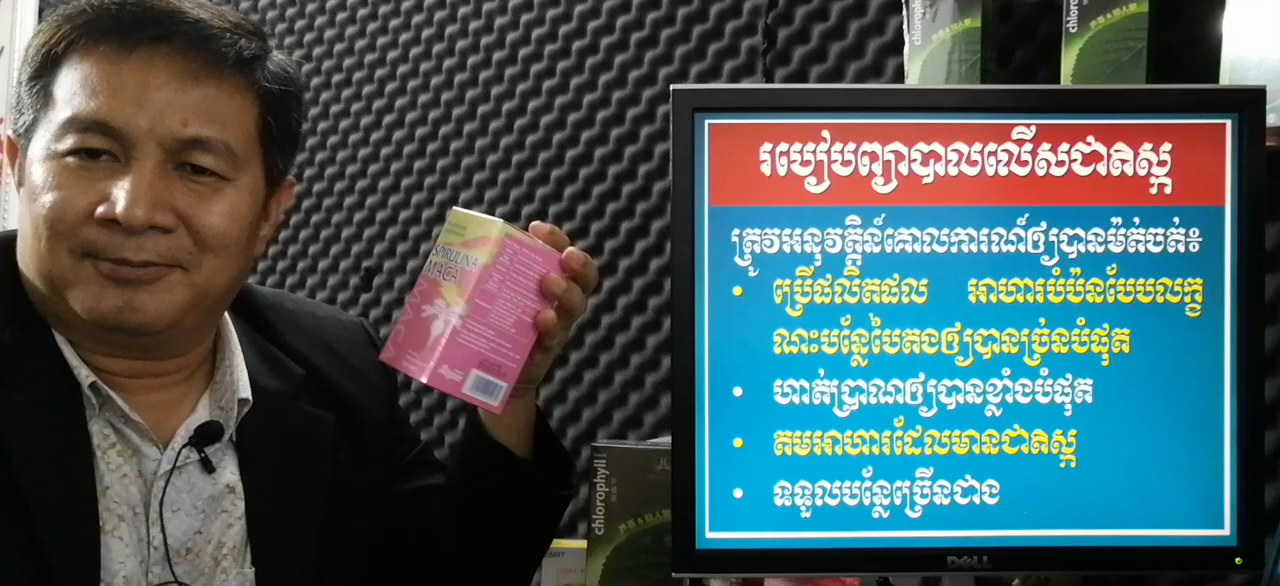 SPIRULINA
MACA
chlorophyll
chlorophyll
chlorophyll
របៀបព្យាបាលលើសជាតិស្ក
ត្រូវអនុវត្តិន៍គោលការណ៍ឲ្យបានម៉ត់ចត់៖
• ប្រើផលិតផល អាហារបំប៉នបែបលក្ខ
ណះបន្លែបៃតងឲ្យបានច្រ់នបំផុត
• ហាត់ប្រាណឲ្យបានខ្លាំងបំផុត
• តមអាហារដែលមានជាតិស្ក
• ទទួលបន្លែច្រើនជាង
DELL